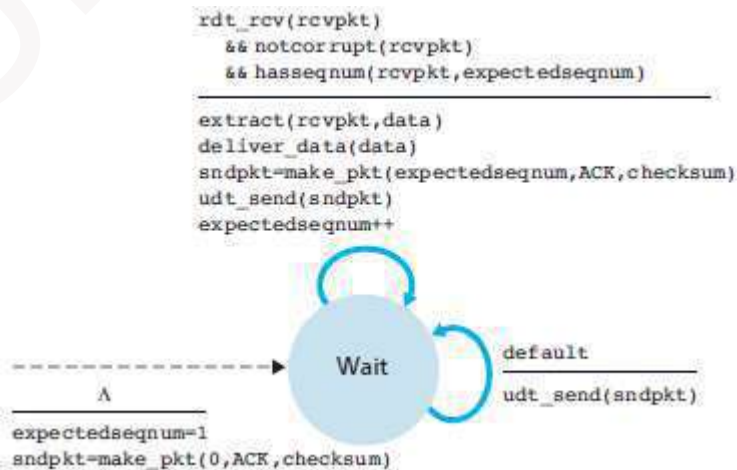 rdt_rcv(rcvpkt)
&& notcorrupt(rcvpkt)
&& hasseqnum(rcvpkt,expectedseqnum)
extract(rcvpkt,data)
deliver_data(data)
sndpkt=make_pkt(expectedseqnum,ACK,checksum)
udt_send(sndpkt)
expectedseqnum++
Wait
default
udt_send(sndpkt)
Λ
expectedseqnum=1
sndpkt=make_pkt(0,ACK,checksum)